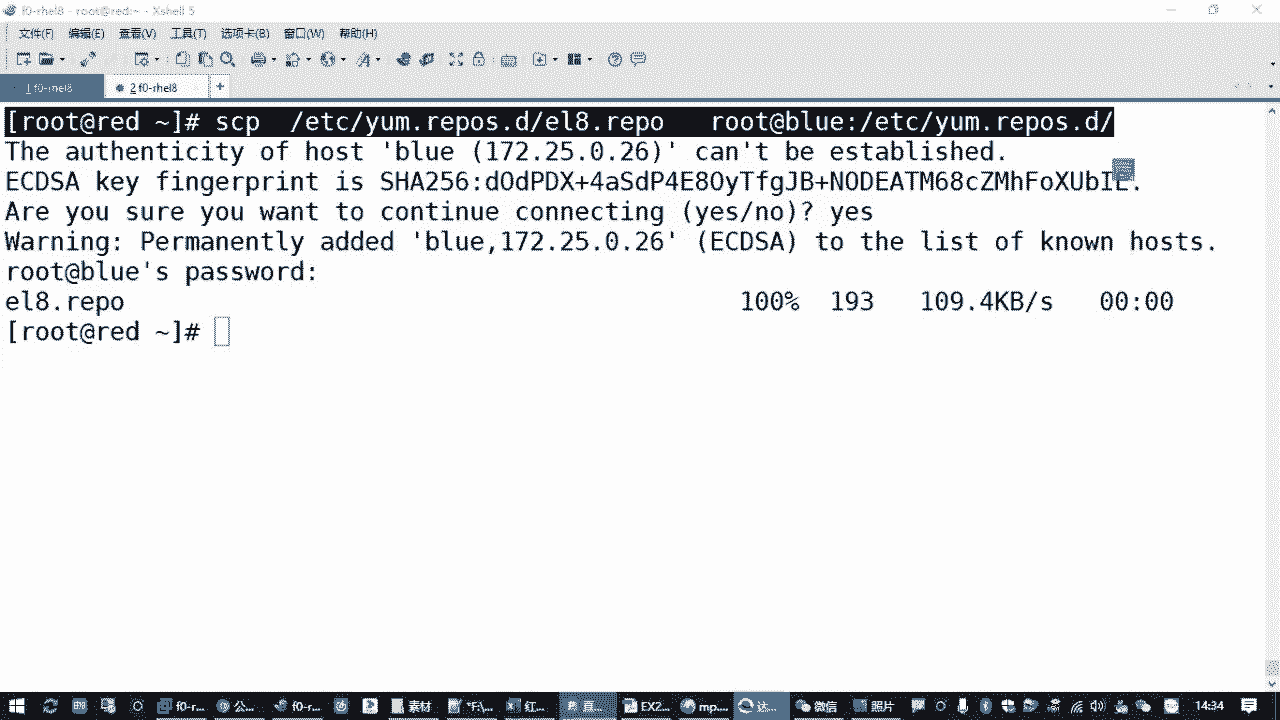 f0-rhel8 - root@red:~ - Xshell 5
文件(F) 编辑(E) 查看(V) 工具(T) 选项卡(B) 窗口(W) 帮助(H)
1 f0-rhel8 2 f0-rhel8 +
[root@red ~]# scp /etc/yum.repos.d/el8.repo root@blue:/etc/yum.repos.d/
The authenticity of host 'blue (172.25.0.26)' can't be established.
ECDSA key fingerprint is SHA256:dOdPDX+4aSdP4E8OyTfgJB+NODEATM68cZMhFoXUbIE.
Are you sure you want to continue connecting (yes/no)? yes
Warning: Permanently added 'blue,172.25.0.26' (ECDSA) to the list of known hosts.
root@blue's password:
el8.repo 100% 193 109.4KB/s 00:00
[root@red ~]#
f0-r... 公... f0-r... 素材 *F:\... 红... 直... EX2... mp... 达... 微信 照片 14:34